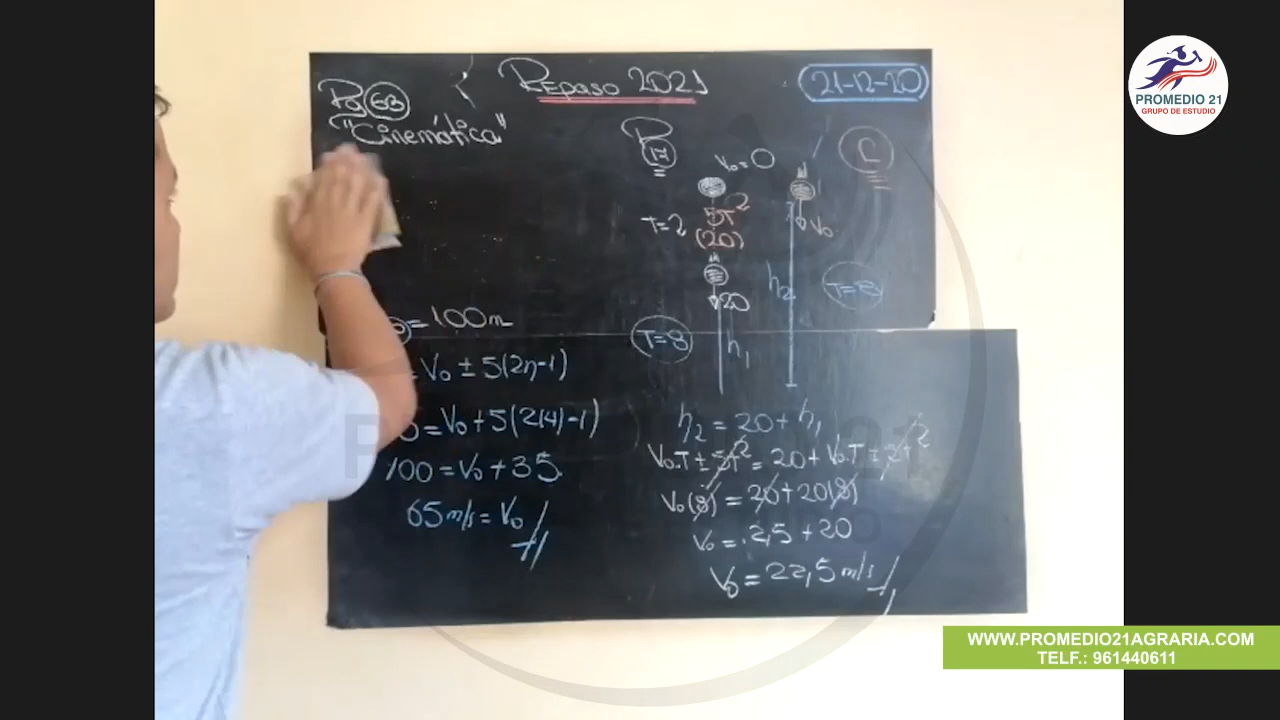 Repaso 2021
21-12-20
Pg 63
"Cinemática"
= 100m
= V₀ ± 5(2n-1)
= V₀ + 5(2(4)-1)
100 = V₀ + 35
65 m/s = V₀
P
17
V₀ = 0
T=2
5T²
(20)
20
T=8
h₁
V₀
h₂
T=8
h₂ = 20 + h₁
V₀.T ± 5T² = 20 + V₀.T ± 5T²
V₀(8) = 20 + 20(8)
V₀ = 2,5 + 20
V₀ = 22,5 m/s
PROMEDIO 21
GRUPO DE ESTUDIO
WWW.PROMEDIO21AGRARIA.COM
TELF.: 961440611